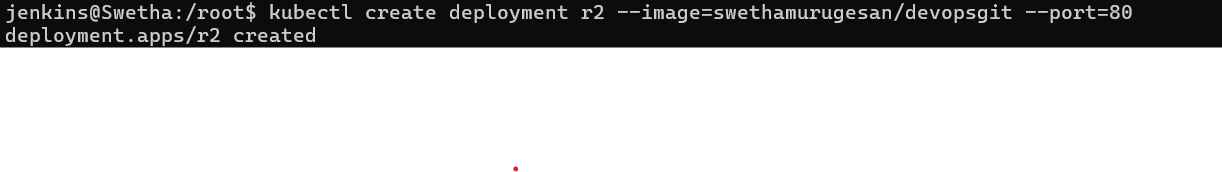 jenkins@Swetha:/root$ kubectl create deployment r2 --image=swethamurugesan/devopsgit --port=80
deployment.apps/r2 created